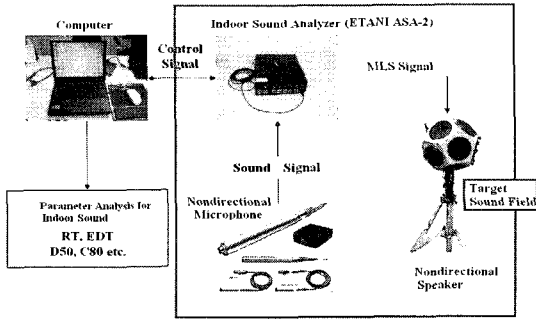 Computer
Indoor Sound Analyzer (ETANI ASA-2)
Control
Signal
MLS Signal
Sound Signal
Nondirectional
Microphone
Target
Sound Field
Parameter Analysis for
Indoor Sound
RT, EDT
D50, C80 etc.
Nondirectional
Speaker